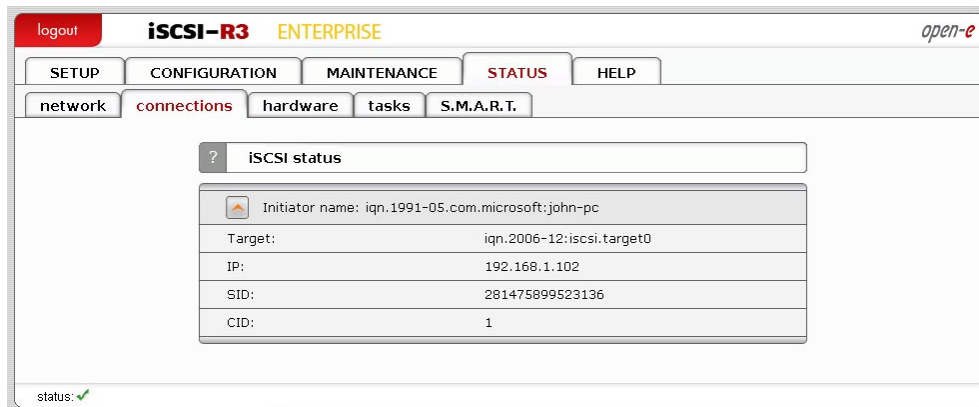 logout iSCSI-R3 ENTERPRISE open-e
SETUP CONFIGURATION MAINTENANCE STATUS HELP
network connections hardware tasks S.M.A.R.T.
? iSCSI status
Initiator name: iqn.1991-05.com.microsoft:john-pc
Target: iqn.2006-12:iscsi.target0
IP: 192.168.1.102
SID: 281475899523136
CID: 1
status: